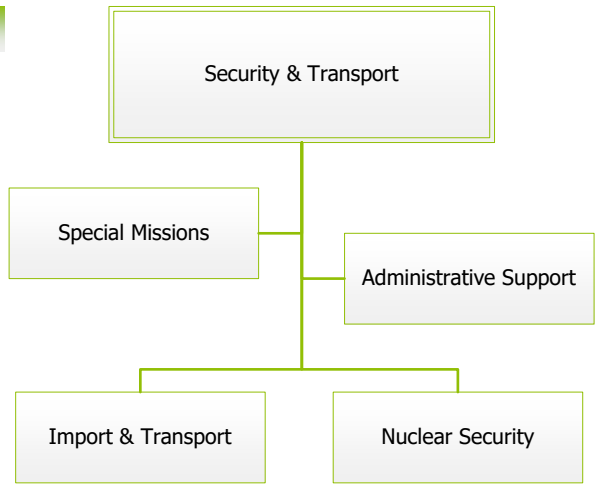 Security & Transport
Special Missions
Administrative Support
Import & Transport
Nuclear Security